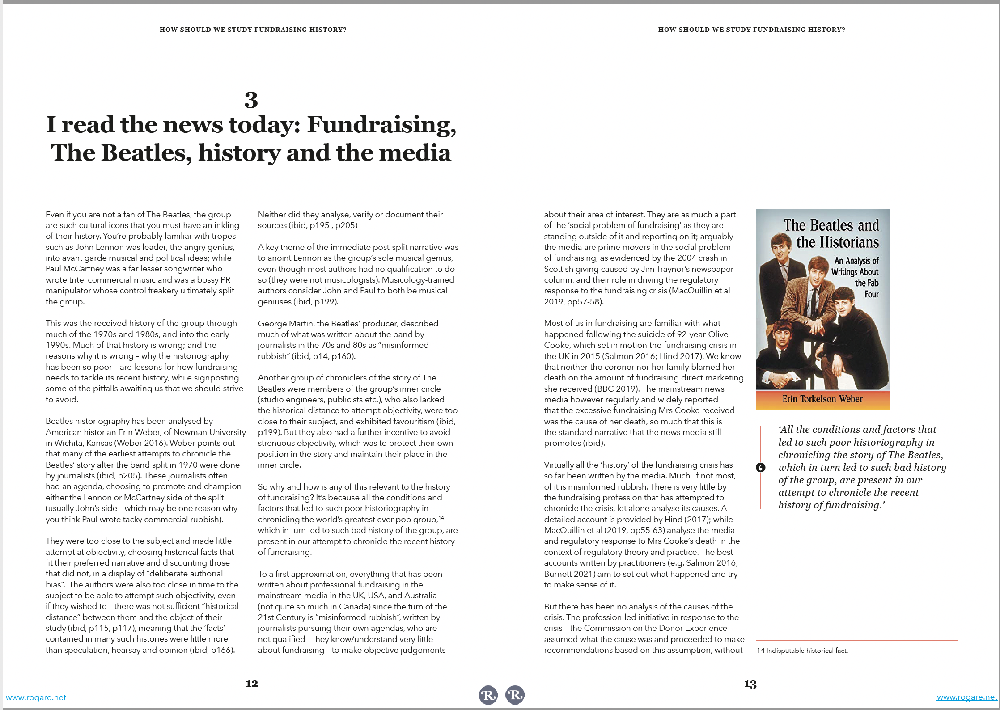 HOW SHOULD WE STUDY FUNDRAISING HISTORY?
3
I read the news today: Fundraising,
The Beatles, history and the media
Even if you are not a fan of The Beatles, the group
are such cultural icons that you must have an inkling
of their history. You’re probably familiar with tropes
such as John Lennon was leader, the angry genius,
into avant garde musical and political ideas; while
Paul McCartney was a far lesser songwriter who
wrote trite, commercial music and was a bossy PR
manipulator whose control freakery ultimately split
the group.
This was the received history of the group through
much of the 1970s and 1980s, and into the early
1990s. Much of that history is wrong; and the
reasons why it is wrong – why the historiography
has been so poor – are lessons for how fundraising
needs to tackle its recent history, while signposting
some of the pitfalls awaiting us that we should strive
to avoid.
Beatles historiography has been analysed by
American historian Erin Weber, of Newman University
in Wichita, Kansas (Weber 2016). Weber points out
that many of the earliest attempts to chronicle the
Beatles’ story after the band split in 1970 were done
by journalists (ibid, p205). These journalists often
had an agenda, choosing to promote and champion
either the Lennon or McCartney side of the split
(usually John’s side – which may be one reason why
you think Paul wrote tacky commercial rubbish).
They were too close to the subject and made little
attempt at objectivity, choosing historical facts that
fit their preferred narrative and discounting those
that did not, in a display of “deliberate authorial
bias”.  The authors were also too close in time to the
subject to be able to attempt such objectivity, even
if they wished to – there was not sufficient “historical
distance” between them and the object of their
study (ibid, p115, p117), meaning that the ‘facts’
contained in many such histories were little more
than speculation, hearsay and opinion (ibid, p166).
Neither did they analyse, verify or document their
sources (ibid, p195 , p205)
A key theme of the immediate post-split narrative was
to anoint Lennon as the group’s sole musical genius,
even though most authors had no qualification to do
so (they were not musicologists). Musicology-trained
authors consider John and Paul to both be musical
geniuses (ibid, p199).
George Martin, the Beatles’ producer, described
much of what was written about the band by
journalists in the 70s and 80s as “misinformed
rubbish” (ibid, p14, p160).
Another group of chroniclers of the story of The
Beatles were members of the group’s inner circle
(studio engineers, publicists etc.), who also lacked
the historical distance to attempt objectivity, were too
close to their subject, and exhibited favouritism (ibid,
p199). But they also had a further incentive to avoid
strenuous objectivity, which was to protect their own
position in the story and maintain their place in the
inner circle.
So why and how is any of this relevant to the history
of fundraising? It’s because all the conditions and
factors that led to such poor historiography in
chronicling the world’s greatest ever pop group,14
which in turn led to such bad history of the group, are
present in our attempt to chronicle the recent history
of fundraising.
To a first approximation, everything that has been
written about professional fundraising in the
mainstream media in the UK, USA, and Australia
(not quite so much in Canada) since the turn of the
21st Century is “misinformed rubbish”, written by
journalists pursuing their own agendas, who are
not qualified – they know/understand very little
about fundraising – to make objective judgements
12
www.rogare.net
R
HOW SHOULD WE STUDY FUNDRAISING HISTORY?
about their area of interest. They are as much a part
of the ‘social problem of fundraising’ as they are
standing outside of it and reporting on it; arguably
the media are prime movers in the social problem
of fundraising, as evidenced by the 2004 crash in
Scottish giving caused by Jim Traynor’s newspaper
column, and their role in driving the regulatory
response to the fundraising crisis (MacQuillin et al
2019, pp57-58).
Most of us in fundraising are familiar with what
happened following the suicide of 92-year-Olive
Cooke, which set in motion the fundraising crisis in
the UK in 2015 (Salmon 2016; Hind 2017). We know
that neither the coroner nor her family blamed her
death on the amount of fundraising direct marketing
she received (BBC 2019). The mainstream news
media however regularly and widely reported
that the excessive fundraising Mrs Cooke received
was the cause of her death, so much that this is
the standard narrative that the news media still
promotes (ibid).
Virtually all the ‘history’ of the fundraising crisis has
so far been written by the media. Much, if not most,
of it is misinformed rubbish. There is very little by
the fundraising profession that has attempted to
chronicle the crisis, let alone analyse its causes. A
detailed account is provided by Hind (2017); while
MacQuillin et al (2019, pp55-63) analyse the media
and regulatory response to Mrs Cooke’s death in the
context of regulatory theory and practice. The best
accounts written by practitioners (e.g. Salmon 2016;
Burnett 2021) aim to set out what happened and try
to make sense of it.
But there has been no analysis of the causes of the
crisis. The profession-led initiative in response to the
crisis – the Commission on the Donor Experience –
assumed what the cause was and proceeded to make
recommendations based on this assumption, without
The Beatles and
the Historians
An Analysis of
Writings About
the Fab
Four
Erin Torkelson Weber
‘All the conditions and factors that
led to such poor historiography in
chronicling the story of The Beatles,
which in turn led to such bad history
of the group, are present in our
attempt to chronicle the recent
history of fundraising.’
14 Indisputable historical fact.
13
R
www.rogare.net